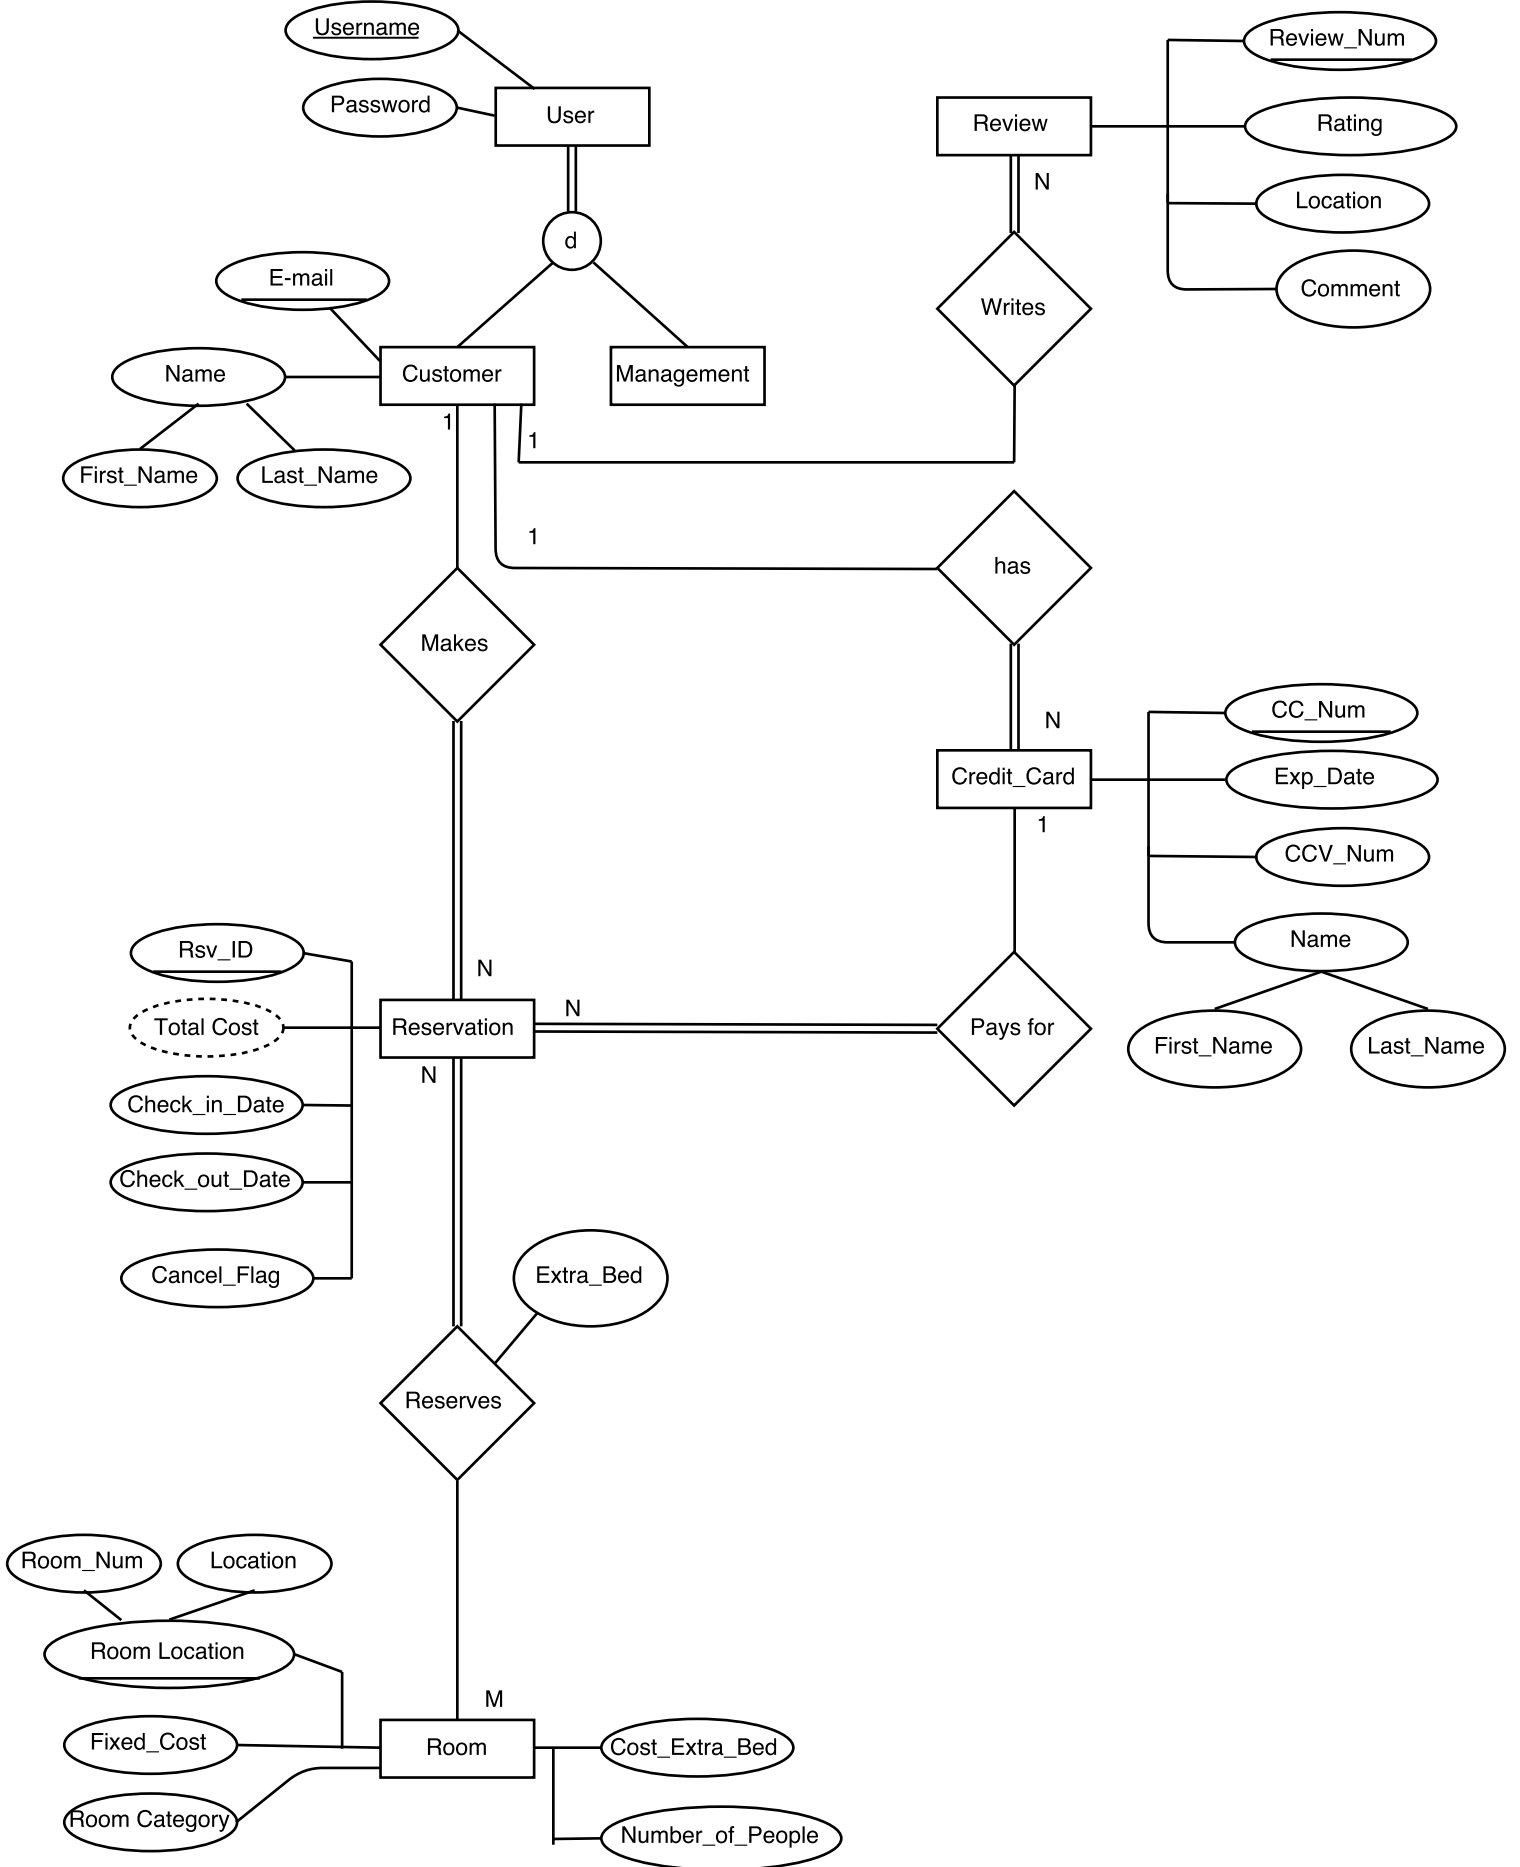 Username
Review_Num
Password
User
Review
Rating
N
Location
d
E-mail
Comment
Writes
Name
Customer
Management
1
1
First_Name
Last_Name
1
has
Makes
CC_Num
N
Credit_Card
Exp_Date
1
CCV_Num
Rsv_ID
Name
N
N
Total Cost
Reservation
Pays for
First_Name
Last_Name
N
Check_in_Date
Check_out_Date
Cancel_Flag
Extra_Bed
Reserves
Room_Num
Location
Room Location
M
Fixed_Cost
Room
Cost_Extra_Bed
Room Category
Number_of_People